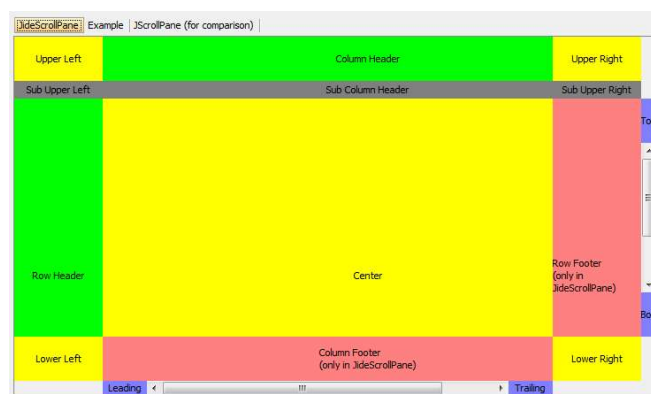 JideScrollPane Example JScrollPane (for comparison)
Upper Left Column Header Upper Right
Sub Upper Left Sub Column Header Sub Upper Right
To
Row Header Center Row Footer
(only in
JideScrollPane)
Bo
Lower Left Column Footer
(only in JideScrollPane) Lower Right
Leading Trailing